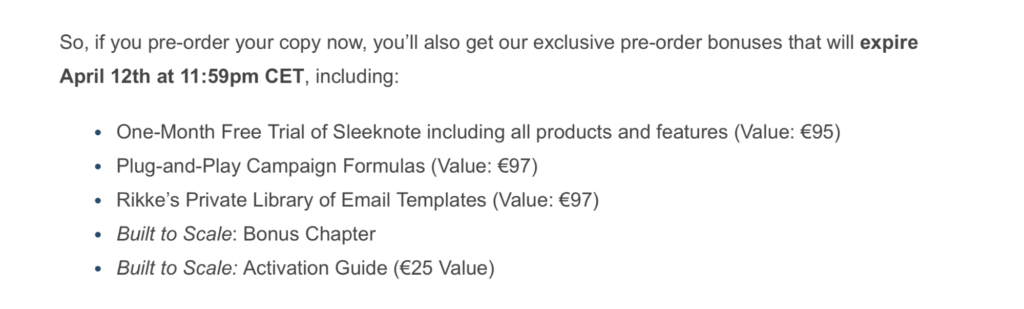 So, if you pre-order your copy now, you’ll also get our exclusive pre-order bonuses that will expire
April 12th at 11:59pm CET, including:
• One-Month Free Trial of Sleeknote including all products and features (Value: €95)
• Plug-and-Play Campaign Formulas (Value: €97)
• Rikke’s Private Library of Email Templates (Value: €97)
• Built to Scale: Bonus Chapter
• Built to Scale: Activation Guide (€25 Value)